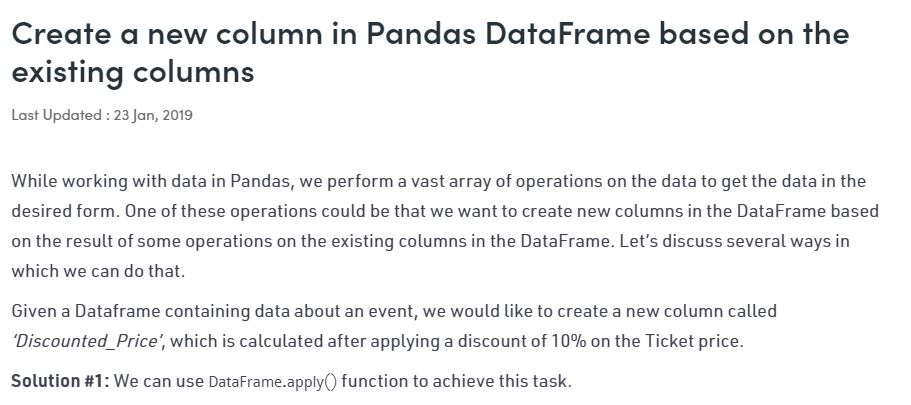 Create a new column in Pandas DataFrame based on the
existing columns
Last Updated : 23 Jan, 2019
While working with data in Pandas, we perform a vast array of operations on the data to get the data in the
desired form. One of these operations could be that we want to create new columns in the DataFrame based
on the result of some operations on the existing columns in the DataFrame. Let’s discuss several ways in
which we can do that.
Given a Dataframe containing data about an event, we would like to create a new column called
‘Discounted_Price’, which is calculated after applying a discount of 10% on the Ticket price.
Solution #1: We can use DataFrame.apply() function to achieve this task.